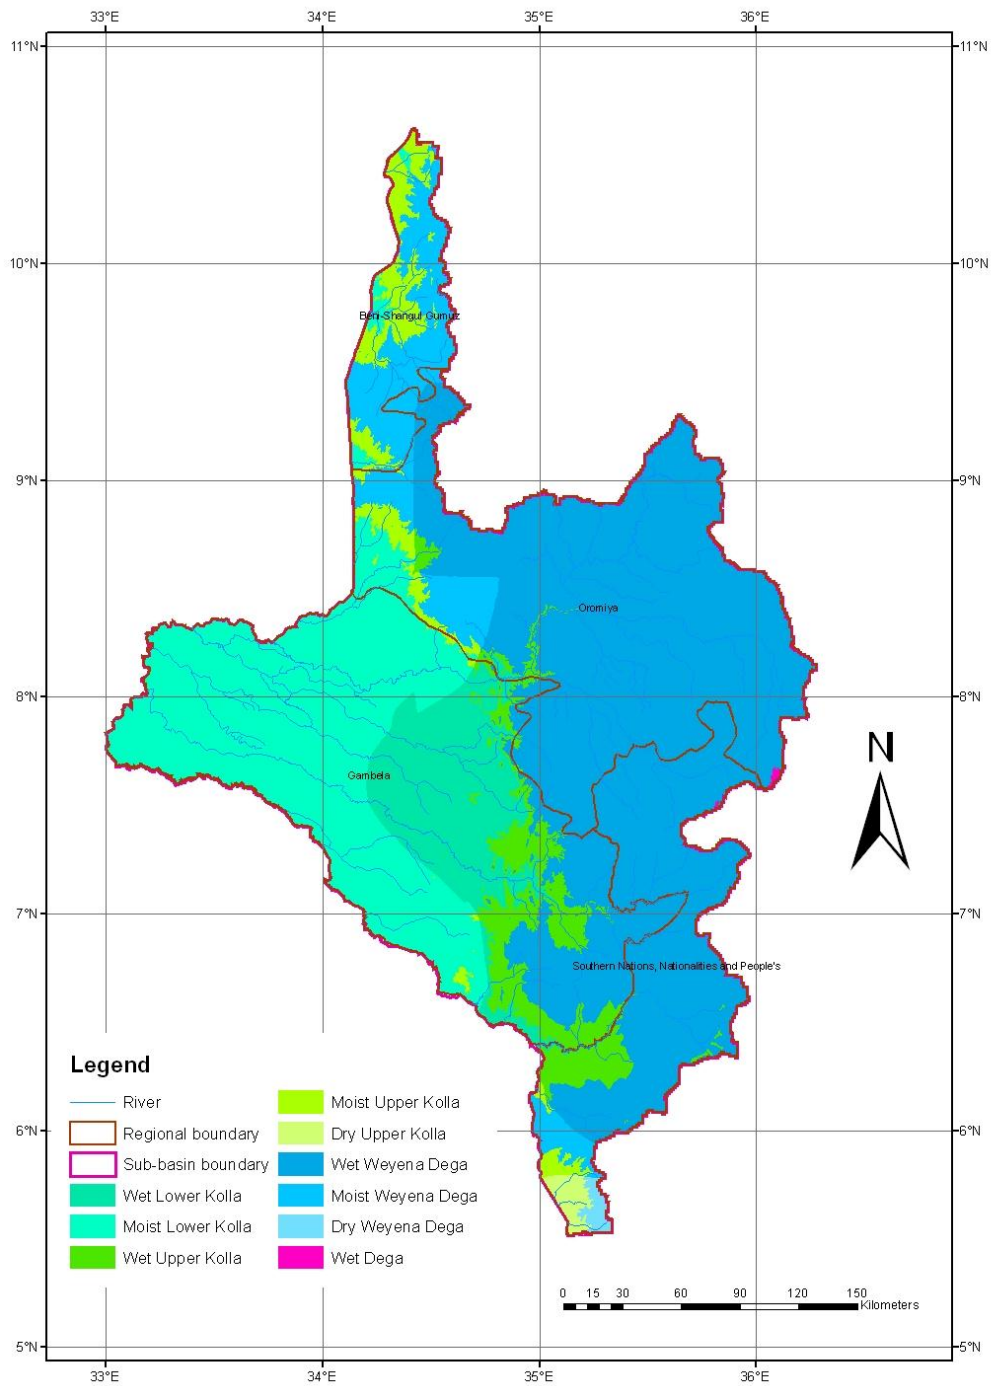 33°E 34°E 35°E 36°E
11°N 11°N
10°N 10°N
Beni-Shangul Gumuz
9°N 9°N
Oromiya
8°N 8°N
N
Gambela
7°N 7°N
Southern Nations, Nationalities and People's
Legend
River
Regional boundary
Sub-basin boundary
Wet Lower Kolla
Moist Lower Kolla
Wet Upper Kolla
Moist Upper Kolla
Dry Upper Kolla
Wet Weyena Dega
Moist Weyena Dega
Dry Weyena Dega
Wet Dega
6°N 6°N
0 15 30 60 90 120 150
Kilometers
5°N 5°N
33°E 34°E 35°E 36°E